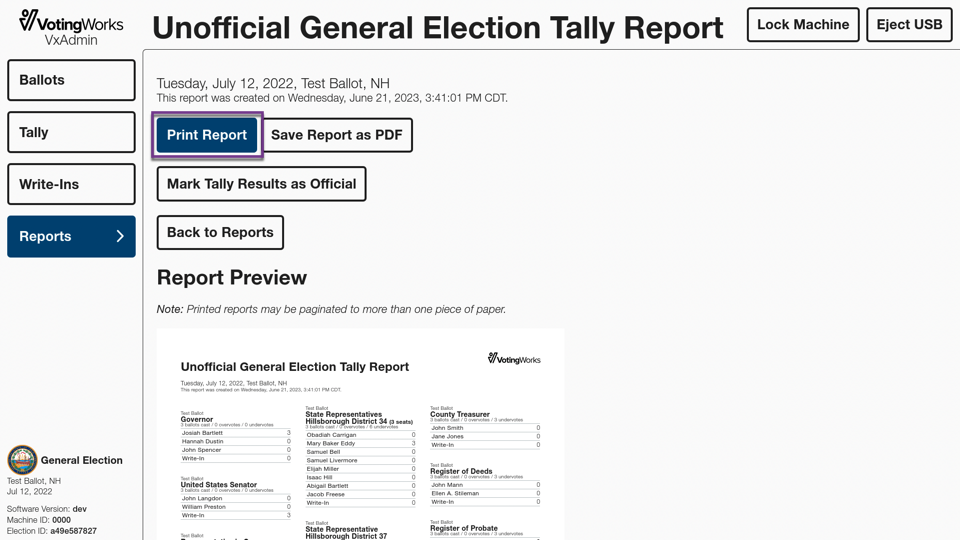 VotingWorks
VxAdmin
Ballots
Tally
Write-Ins
Reports
General Election
Test Ballot, NH
Jul 12, 2022
Software Version: dev
Machine ID: 0000
Election ID: a49e587827
Unofficial General Election Tally Report
Lock Machine
Eject USB
Tuesday, July 12, 2022, Test Ballot, NH
This report was created on Wednesday, June 21, 2023, 3:41:01 PM CDT.
Print Report
Save Report as PDF
Mark Tally Results as Official
Back to Reports
Report Preview
Note: Printed reports may be paginated to more than one piece of paper.
VotingWorks
Unofficial General Election Tally Report
Tuesday, July 12, 2022, Test Ballot, NH
This report was created on Wednesday, June 21, 2023, 3:41:01 PM CDT.
Test Ballot
Governor
3 ballots cast / 0 overvotes / 0 undervotes
Josiah Bartlett 3
Hannah Dustin 0
John Spencer 0
Write-In 0
Test Ballot
United States Senator
3 ballots cast / 0 overvotes / 0 undervotes
John Langdon 0
William Preston 0
Write-In 3
Test Ballot
Test Ballot
State Representatives
Hillsborough District 34 (3 seats)
3 ballots cast / 0 overvotes / 6 undervotes
Obadiah Carrigan 0
Mary Baker Eddy 3
Samuel Bell 0
Samuel Livermore 0
Elijah Miller 0
Isaac Hill 0
Abigail Bartlett 0
Jacob Freese 0
Write-In 0
Test Ballot
State Representative
Hillsborough District 37
Test Ballot
County Treasurer
3 ballots cast / 0 overvotes / 3 undervotes
John Smith 0
Jane Jones 0
Write-In 0
Test Ballot
Register of Deeds
3 ballots cast / 0 overvotes / 3 undervotes
John Mann 0
Ellen A. Stileman 0
Write-In 0
Test Ballot
Register of Probate
3 ballots cast / 0 overvotes / 3 undervotes